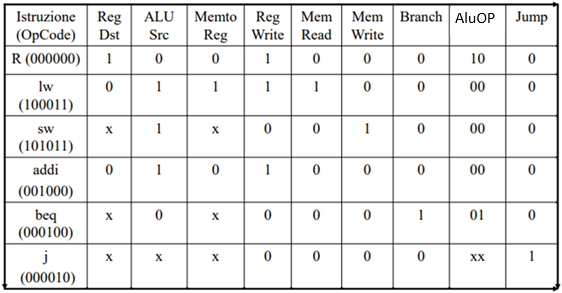 Istruzione (OpCode) Reg Dst ALU Src Memto Reg Reg Write Mem Read Mem Write Branch AluOP Jump
R (000000) 1 0 0 1 0 0 0 10 0
lw (100011) 0 1 1 1 1 0 0 00 0
sw (101011) x 1 x 0 0 1 0 00 0
addi (001000) 0 1 0 1 0 0 0 00 0
beq (000100) x 0 x 0 0 0 1 01 0
j (000010) x x x 0 0 0 0 xx 1